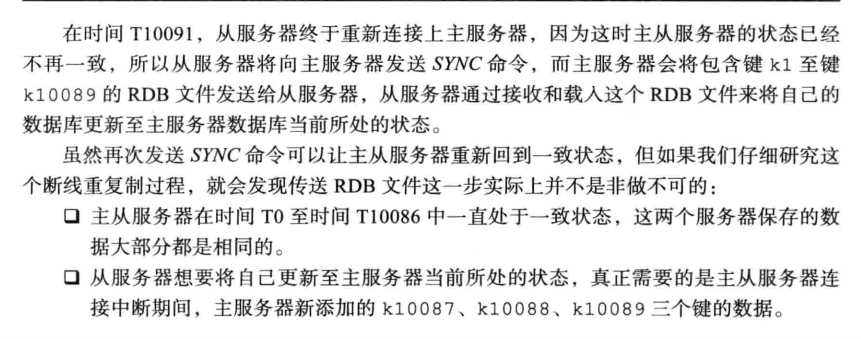 在时间 T10091，从服务器终于重新连接上主服务器，因为这时主从服务器的状态已经
不再一致，所以从服务器将向主服务器发送 SYNC 命令，而主服务器会将包含键 k1 至键
k10089 的 RDB 文件发送给从服务器，从服务器通过接收和载入这个 RDB 文件来将自己的
数据库更新至主服务器数据库当前所处的状态。
虽然再次发送 SYNC 命令可以让主从服务器重新回到一致状态，但如果我们仔细研究这
个断线重复制过程，就会发现传送 RDB 文件这一步实际上并不是非做不可的：
❑ 主从服务器在时间 T0 至时间 T10086 中一直处于一致状态，这两个服务器保存的数
据大部分都是相同的。
❑ 从服务器想要将自己更新至主服务器当前所处的状态，真正需要的是主从服务器连
接中断期间，主服务器新添加的 k10087、k10088、k10089 三个键的数据。